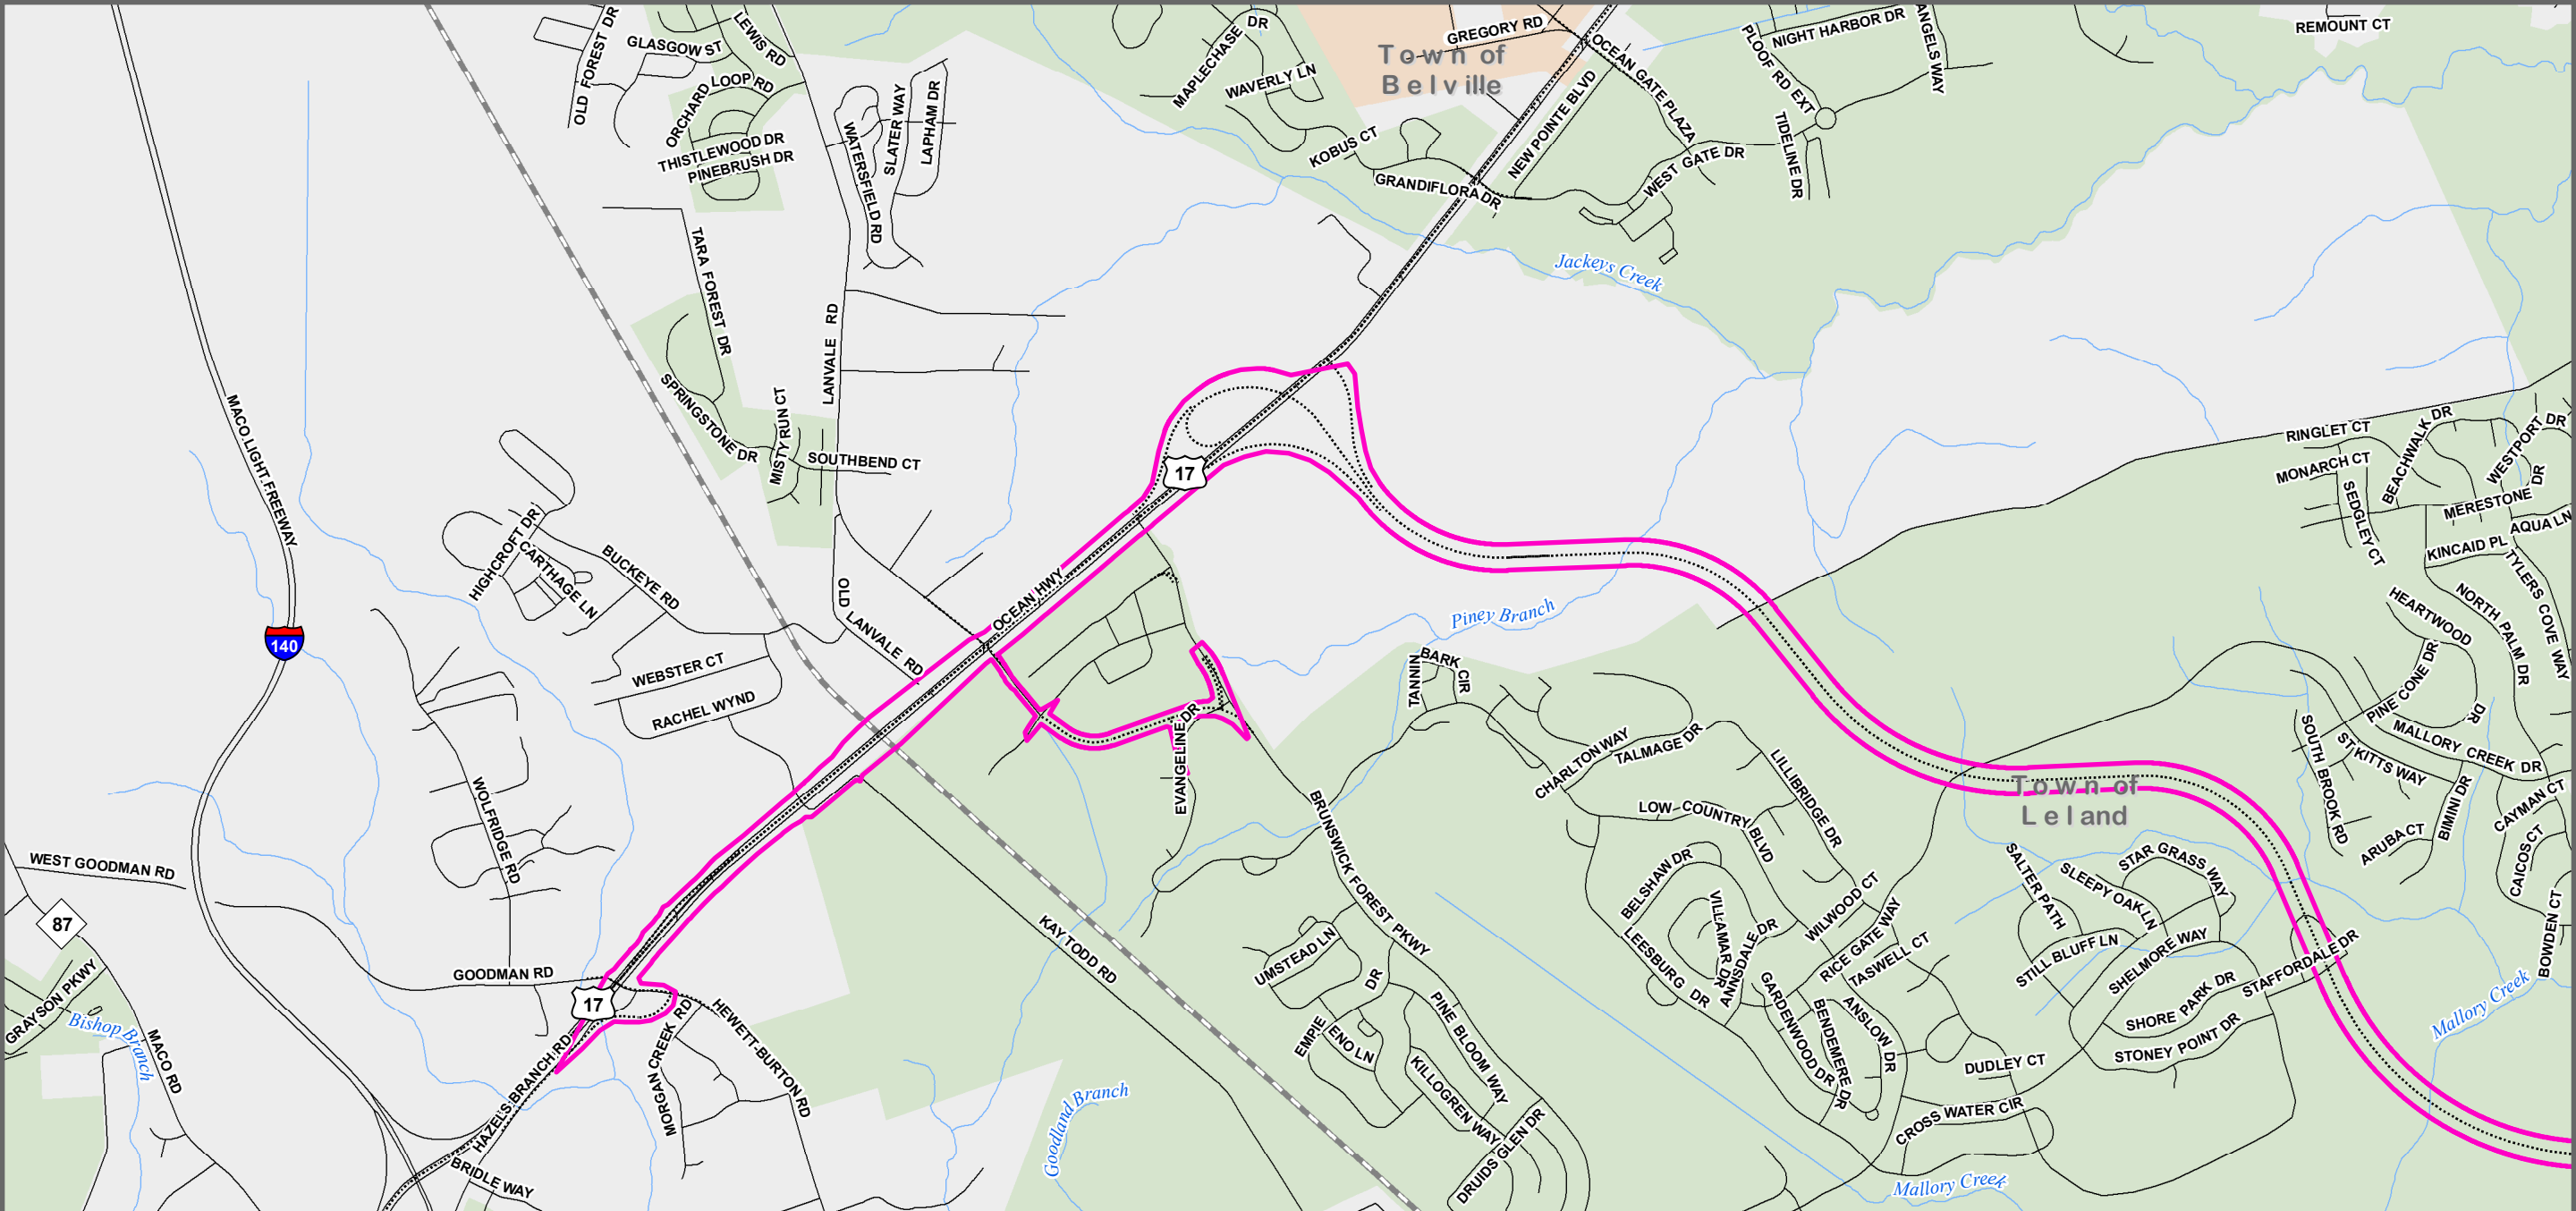 OLD FOREST DR
GLASGOW ST
LEWIS RD
ORCHARD LOOP RD
THISTLEWOOD DR
PINEBRUSH DR
WATERSFIELD RD
SLATER WAY
LAPHAM DR
MAPLECHASE DR
WAVERLY LN
KOBUS CT
GREGORY RD
Town of
Belville
OCEAN GATE PLAZA
NEW POINTE BLVD
GRANDIFLORA DR
WEST GATE DR
PLOOF RD EXT
NIGHT HARBOR DR
ANGELS WAY
TIDELINE DR
REMOUNT CT
Jackeys Creek
TARA FOREST DR
LANVALE RD
SPRINGSTONE DR
MISTY RUN CT
SOUTHBEND CT
MACO LIGHT FREEWAY
140
HIGHCROFT DR
CARTHAGE LN
BUCKEYE RD
OLD LANVALE RD
WEBSTER CT
RACHEL WYND
17
OCEAN HWY
EVANGELINE DR
Piney Branch
TANNIN BARK CIR
RINGLET CT
MONARCH CT
SEDGLEY CT
BEACHWALK DR
WESTPORT DR
MERESTONE DR
AQUA LN
KINCAID PL
TYLERS COVE WAY
NORTH PALM DR
HEARTWOOD DR
PINE CONE DR
MALLORY CREEK DR
ST KITTS WAY
SOUTH BROOK RD
BIMINI DR
ARUBA CT
CAYMAN CT
CAICOS CT
BOWDEN CT
Town of
Leland
CHARLTON WAY
TALMAGE DR
LILLIBRIDGE DR
LOW COUNTRY BLVD
BELSHAW DR
VILLAMAR DR
ANNSDALE DR
LEESBURG DR
WILWOOD CT
RICE GATE WAY
TASWELL CT
GARDENWOOD DR
BENDEMERE DR
ANSLOW DR
DUDLEY CT
CROSS WATER CIR
SALTER PATH
SLEEPY OAK LN
STAR GRASS WAY
STILL BLUFF LN
SHELMORE WAY
SHORE PARK DR
STAFFORDALE DR
STONEY POINT DR
Mallory Creek
Mallory Creek
BRUNSWICK FOREST PKWY
UMSTEAD LN
EMPIE DR
ENO LN
PINE BLOOM WAY
KILLOGREN WAY
DRUIDS GLEN DR
KAY TODD RD
Goodland Branch
WOLFRIDGE RD
WEST GOODMAN RD
87
GRAYSON PKWY
Bishop Branch
MACO RD
GOODMAN RD
17
HAZELS BRANCH RD
MORGAN CREEK RD
HEWETT-BURTON RD
BRIDLE WAY